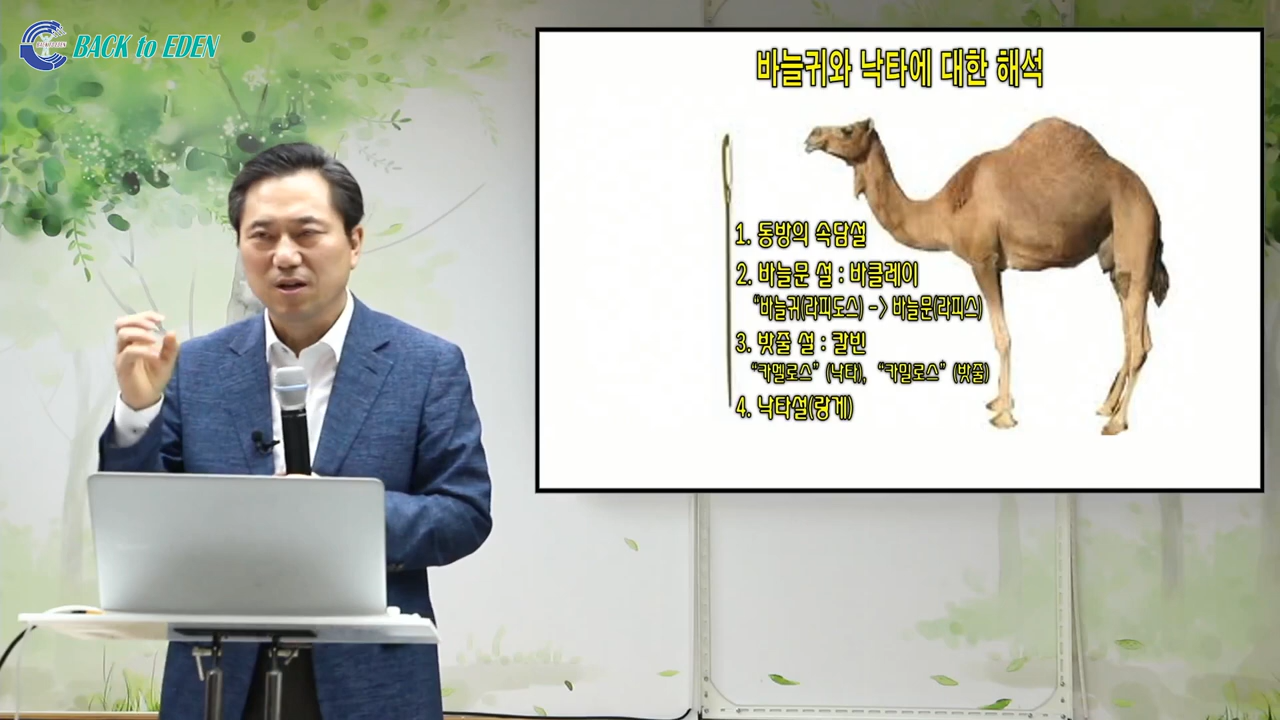 BACK to EDEN
바늘귀와 낙타에 대한 해석
1. 동방의 속담설
2. 바늘문 설 : 바클레이
"바늘귀(라피도스) -> 바늘문(라피스)
3. 밧줄 설 : 칼빈
"카멜로스" (낙타), "카밀로스" (밧줄)
4. 낙타설(랑게)